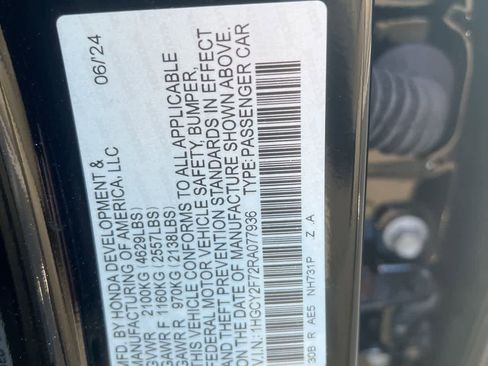 MFD. BY HONDA DEVELOPMENT & 06/24
MANUFACTURING OF AMERICA, LLC
GVWR 2100KG (4629LBS)
GAWR F 1160KG (2557LBS)
GAWR R 970KG (2138LBS)
THIS VEHICLE CONFORMS TO ALL APPLICABLE
FEDERAL MOTOR VEHICLE SAFETY, BUMPER,
AND THEFT PREVENTION STANDARDS IN EFFECT
ON THE DATE OF MANUFACTURE SHOWN ABOVE.
V.I.N.: 1HGCY2F72RA077936 TYPE: PASSENGER CAR
30B R AE5 NH731P Z A